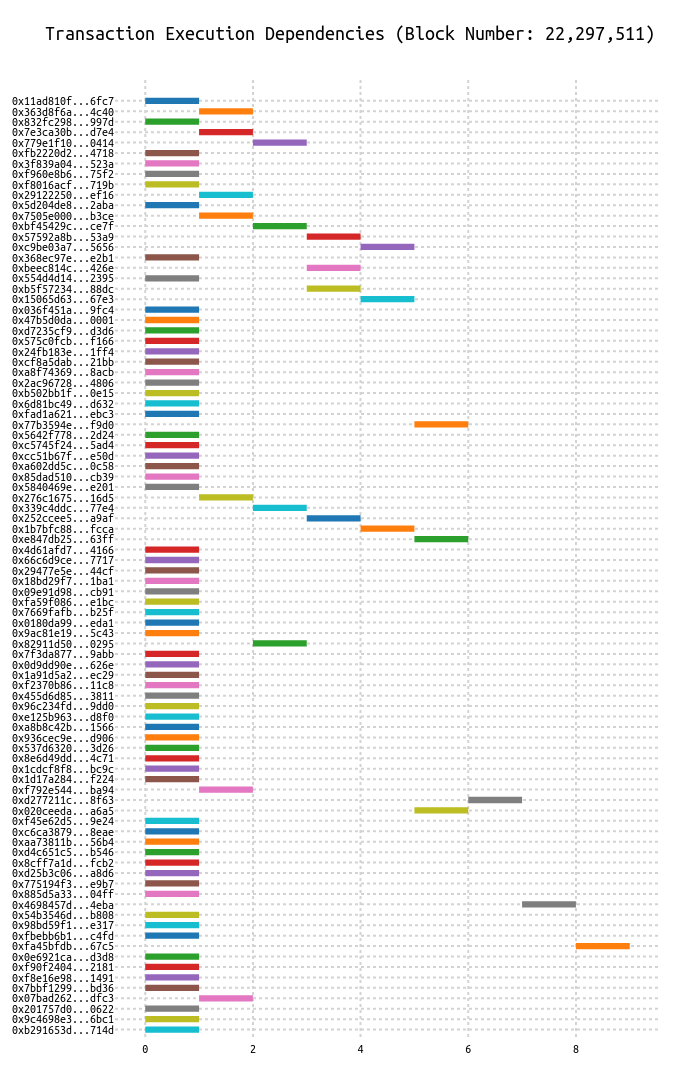 Transaction Execution Dependencies (Block Number: 22,297,511)
0x11ad810f...6fc7
0x363d8f6a...4c40
0x832fc298...997d
0x7e3ca30b...d7e4
0x779e1f10...0414
0xfb2220d2...4718
0x3f839a04...523a
0xf960e8b6...75f2
0xf8016acf...719b
0x29122250...ef16
0x5d204de8...2aba
0x7505e000...b3ce
0xbf45429c...ce7f
0x57592a8b...53a9
0xc9be03a7...5656
0x368ec97e...e2b1
0xbeec814c...426e
0x554d4d14...2395
0xb5f57234...88dc
0x15065d63...67e3
0x036f451a...9fc4
0x47b5d0da...0001
0xd7235cf9...d3d6
0x575c0fcb...f166
0x24fb183e...1ff4
0xcf8a5dab...21bb
0xa8f74369...8acb
0x2ac96728...4806
0xb502bb1f...0e15
0x6d81bc49...d632
0xfad1a621...ebc3
0x77b3594e...f9d0
0x5642f778...2d24
0xc5745f24...5ad4
0xcc51b67f...e50d
0xa602dd5c...0c58
0x85dad510...cb39
0x5840469e...e201
0x276c1675...16d5
0x339c4ddc...77e4
0x252ccee5...a9af
0x1b7bfc88...fcca
0xe847db25...63ff
0x4d61afd7...4166
0x66c6d9ce...7717
0x29477e5e...44cf
0x18bd29f7...1ba1
0x09e91d98...cb91
0xfa59f086...e1bc
0x7669fafb...b25f
0x0180da99...eda1
0x9ac81e19...5c43
0x82911d50...0295
0x7f3da877...9abb
0x0d9dd90e...626e
0x1a91d5a2...ec29
0xf2370b86...11c8
0x455d6d85...3811
0x96c234fd...9dd0
0xe125b963...d8f0
0xa8b8c42b...1566
0x936cec9e...d906
0x537d6320...3d26
0x8e6d49dd...4c71
0x1cdcf8f8...bc9c
0x1d17a284...f224
0xf792e544...ba94
0xd277211c...8f63
0x020ceeda...a6a5
0xf45e62d5...9e24
0xc6ca3879...8eae
0xaa73811b...56b4
0xd4c651c5...b546
0x8cff7a1d...fcb2
0xd25b3c06...a8d6
0x775194f3...e9b7
0x885d5a33...04ff
0x4698457d...4eba
0x54b3546d...b808
0x98bd59f1...e317
0xfbebb6b1...c4fd
0xfa45bfdb...67c5
0x0e6921ca...d3d8
0xf90f2404...2181
0xf8e16e98...1491
0x7bbf1299...bd36
0x07bad262...dfc3
0x201757d0...0622
0x9c4698e3...6bc1
0xb291653d...714d
0 2 4 6 8